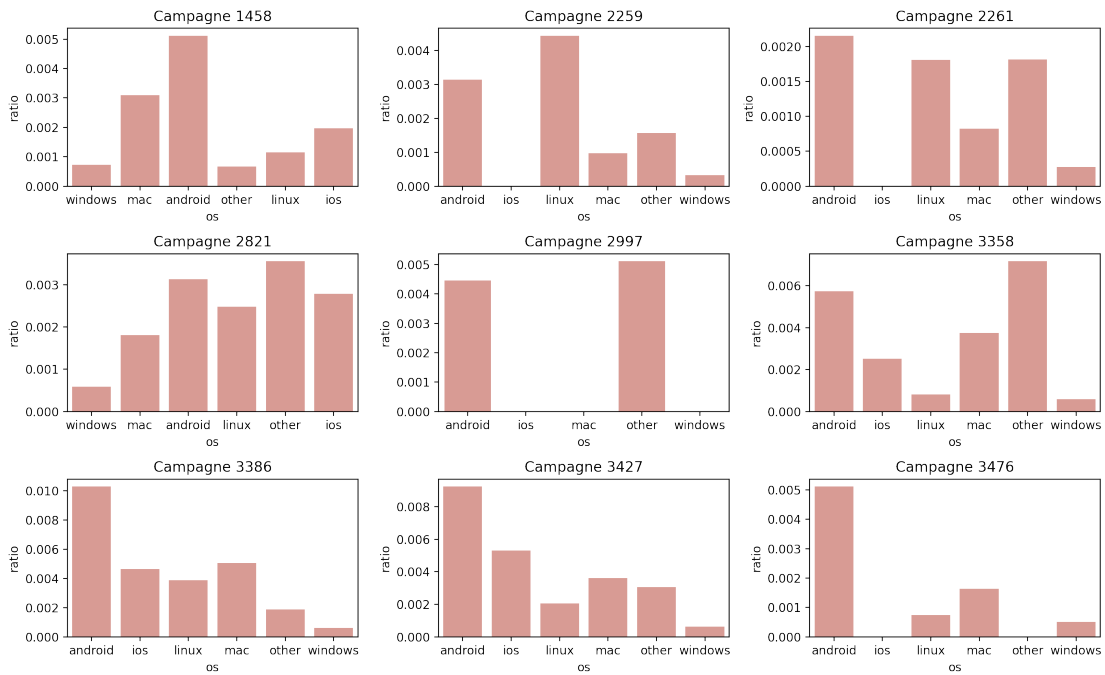 Campagne 1458
0.005
0.004
0.003
0.002
0.001
0.000
ratio
windows mac android other linux ios
os
Campagne 2259
0.004
0.003
0.002
0.001
0.000
ratio
android ios linux mac other windows
os
Campagne 2261
0.0020
0.0015
0.0010
0.0005
0.0000
ratio
android ios linux mac other windows
os
Campagne 2821
0.003
0.002
0.001
0.000
ratio
windows mac android linux other ios
os
Campagne 2997
0.005
0.004
0.003
0.002
0.001
0.000
ratio
android ios mac other windows
os
Campagne 3358
0.006
0.004
0.002
0.000
ratio
android ios linux mac other windows
os
Campagne 3386
0.010
0.008
0.006
0.004
0.002
0.000
ratio
android ios linux mac other windows
os
Campagne 3427
0.008
0.006
0.004
0.002
0.000
ratio
android ios linux mac other windows
os
Campagne 3476
0.005
0.004
0.003
0.002
0.001
0.000
ratio
android ios linux mac other windows
os